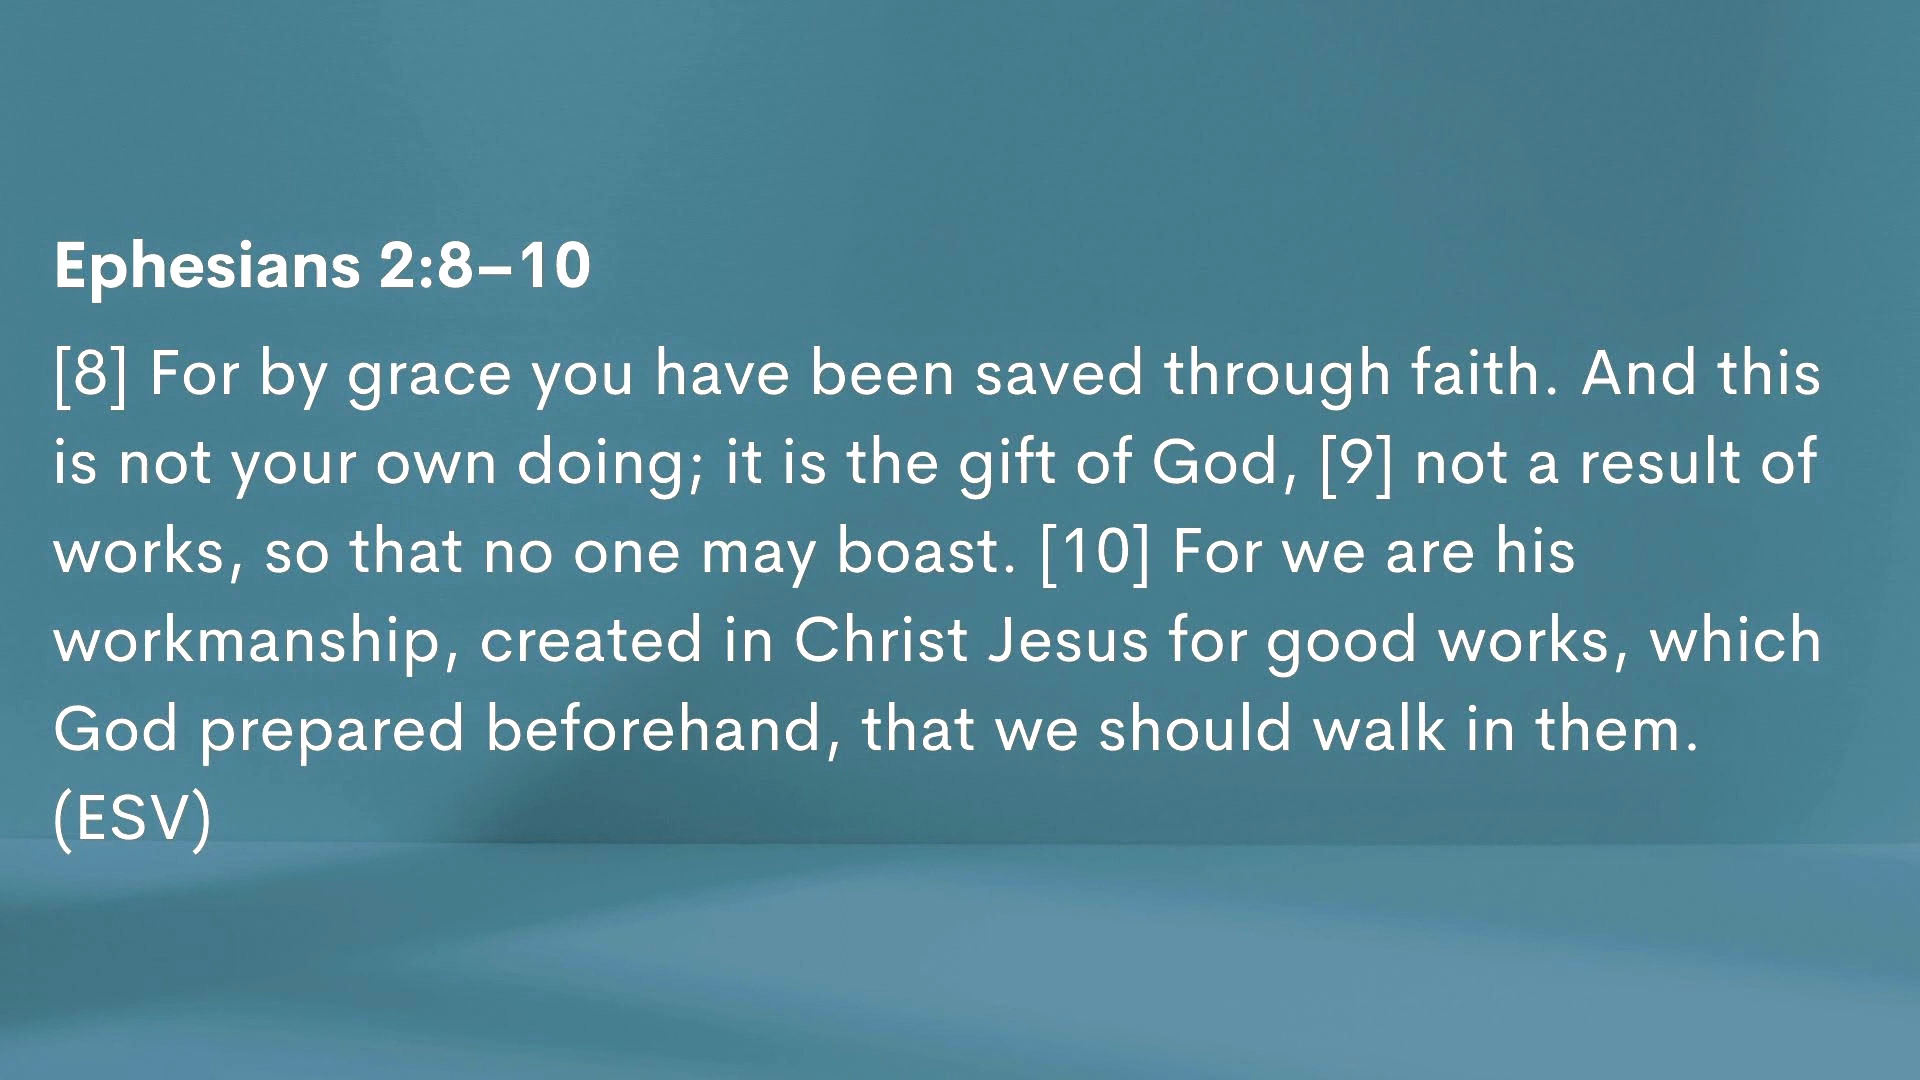 Ephesians 2:8–10
[8] For by grace you have been saved through faith. And this
is not your own doing; it is the gift of God, [9] not a result of
works, so that no one may boast. [10] For we are his
workmanship, created in Christ Jesus for good works, which
God prepared beforehand, that we should walk in them.
(ESV)